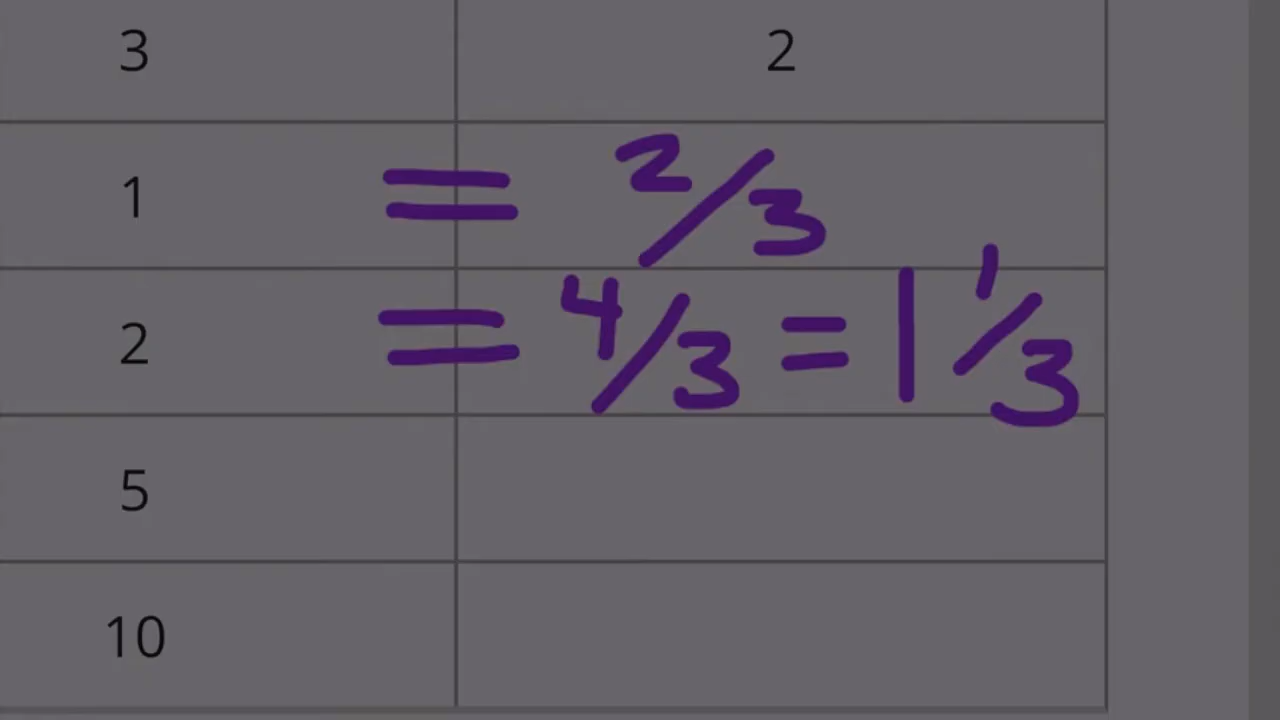 3 2
1 = 2/3
2 = 4/3 = 1 1/3
5
10